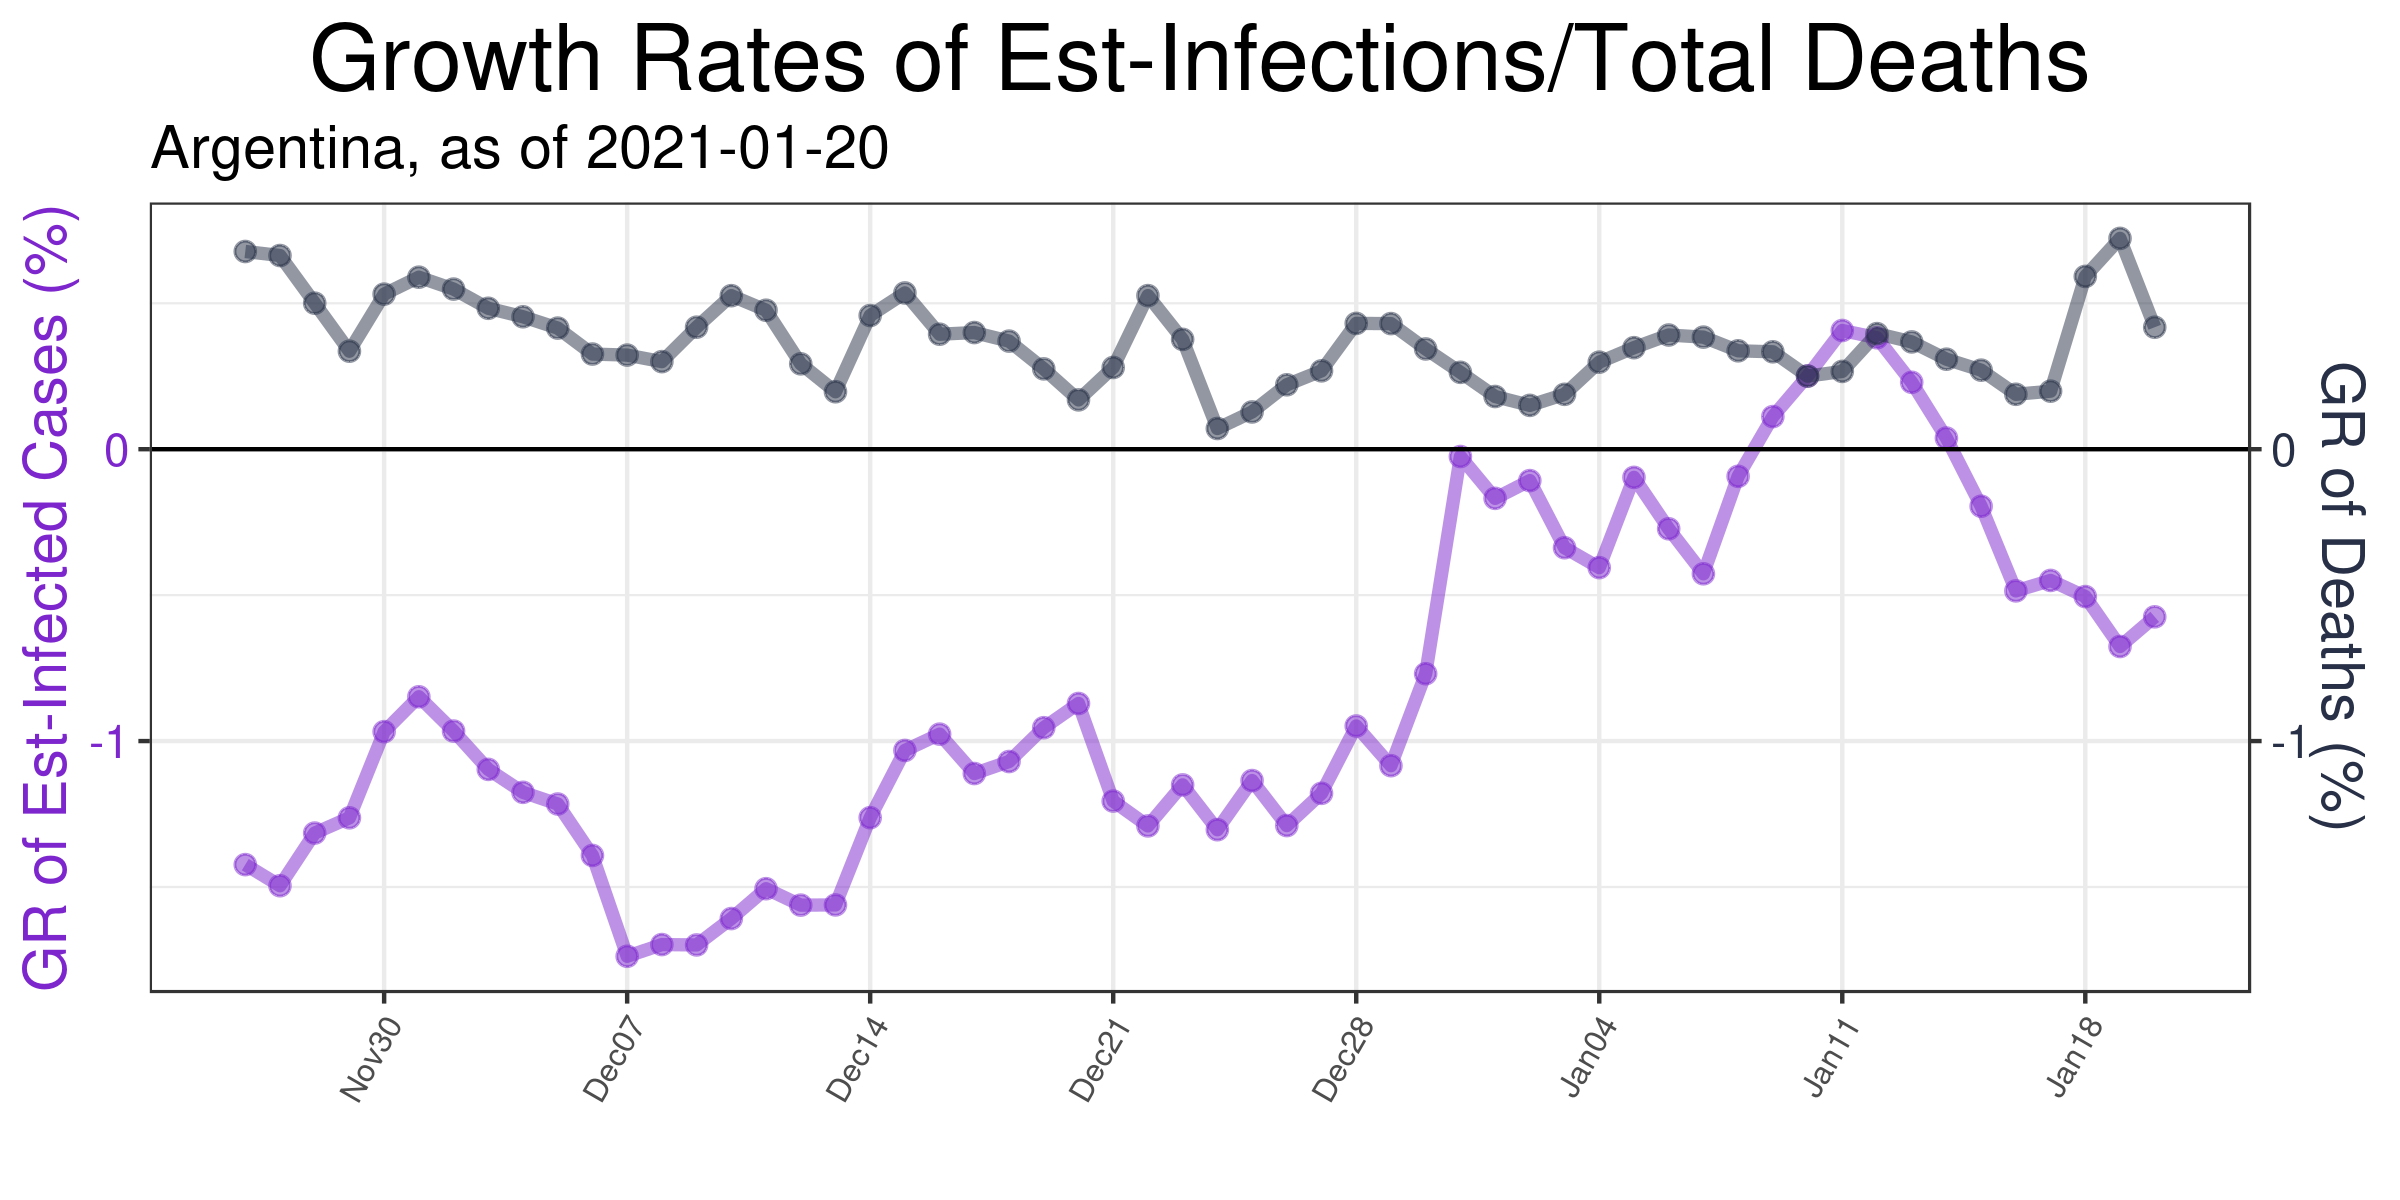 Growth Rates of Est-Infections/Total Deaths
Argentina, as of 2021-01-20
GR of Est-Infected Cases (%)
0
-1
0
-1
GR of Deaths (%)
Nov30
Dec07
Dec14
Dec21
Dec28
Jan04
Jan11
Jan18